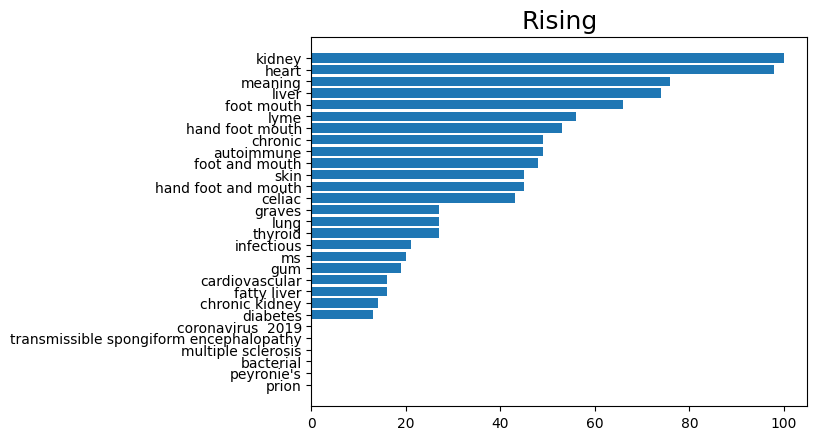 Rising
kidney
heart
meaning
liver
foot mouth
lyme
hand foot mouth
chronic
autoimmune
foot and mouth
skin
hand foot and mouth
celiac
graves
lung
thyroid
infectious
ms
gum
cardiovascular
fatty liver
chronic kidney
diabetes
coronavirus  2019
transmissible spongiform encephalopathy
multiple sclerosis
bacterial
peyronie's
prion
0 20 40 60 80 100